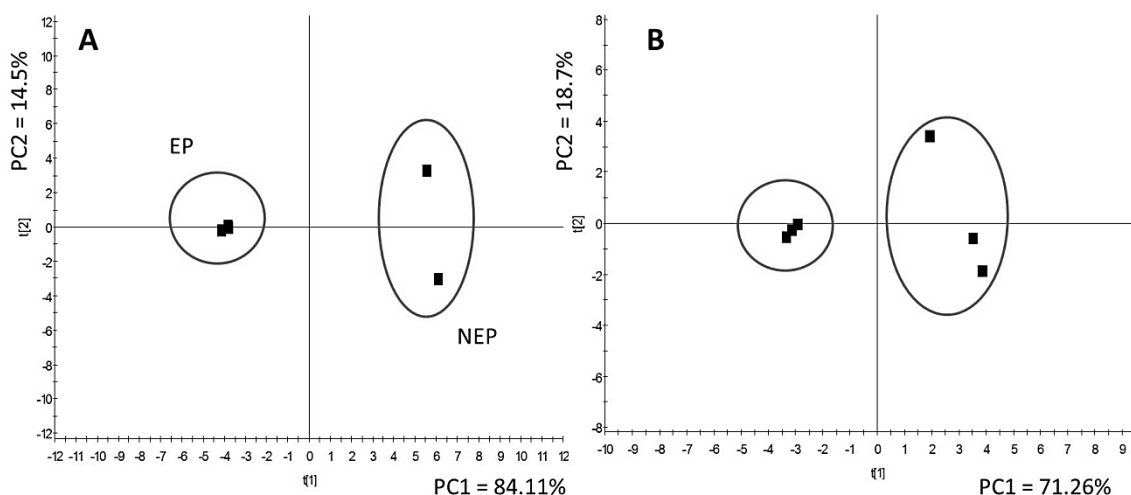 A
PC2 = 14.5%
t[2]
12
10
8
6
4
2
0
-2
-4
-6
-8
-10
-12
EP
NEP
-12 -11 -10 -9 -8 -7 -6 -5 -4 -3 -2 -1 0 1 2 3 4 5 6 7 8 9 10 11 12
t[1]
PC1 = 84.11%
B
PC2 = 18.7%
t[2]
8
6
4
2
0
-2
-4
-6
-8
-10 -9 -8 -7 -6 -5 -4 -3 -2 -1 0 1 2 3 4 5 6 7 8 9
t[1]
PC1 = 71.26%